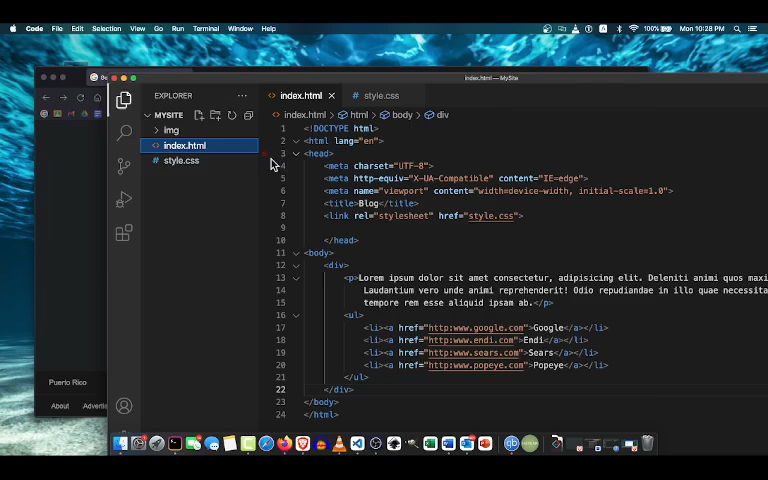 Code File Edit Selection View Go Run Terminal Window Help 100% Mon 10:28 PM
index.html — MySite
EXPLORER
index.html
style.css
MYSITE
img
index.html
style.css
index.html > html > body > div
1 <!DOCTYPE html>
2 <html lang="en">
3 <head>
4 <meta charset="UTF-8">
5 <meta http-equiv="X-UA-Compatible" content="IE=edge">
6 <meta name="viewport" content="width=device-width, initial-scale=1.0">
7 <title>Blog</title>
8 <link rel="stylesheet" href="style.css">
9
10 </head>
11 <body>
12 <div>
13 <p>Lorem ipsum dolor sit amet consectetur, adipisicing elit. Deleniti animi quos maxi
14 Laudantium vero unde animi reprehenderit! Odio repudiandae in illo quae necessita
15 tempore rem esse aliquid ipsam ab.</p>
16 <ul>
17 <li><a href="http:www.google.com">Google</a></li>
18 <li><a href="http:www.endi.com">Endi</a></li>
19 <li><a href="http:www.sears.com">Sears</a></li>
20 <li><a href="http:www.popeye.com">Popeye</a></li>
21 </ul>
22 </div>
23 </body>
24 </html>
Puerto Rico
About Advertis